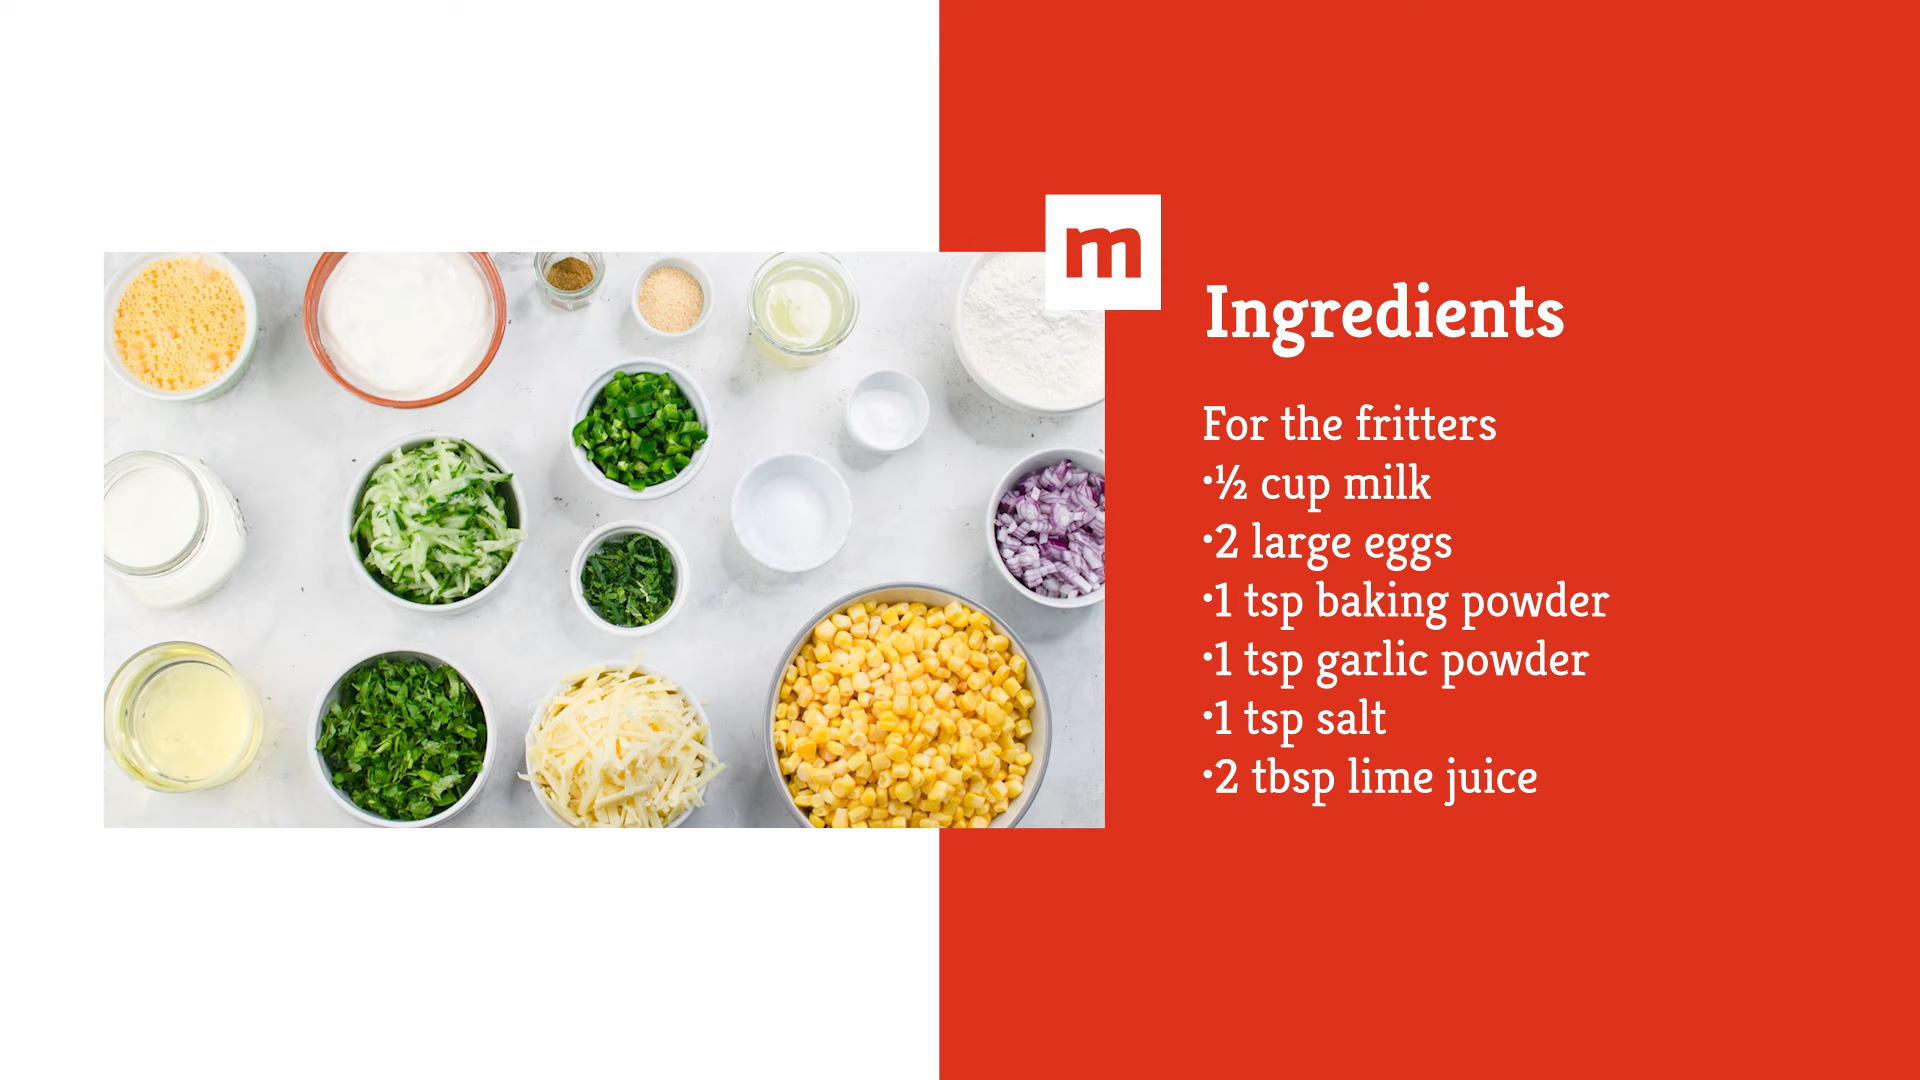 m
Ingredients
For the fritters
•½ cup milk
•2 large eggs
•1 tsp baking powder
•1 tsp garlic powder
•1 tsp salt
•2 tbsp lime juice